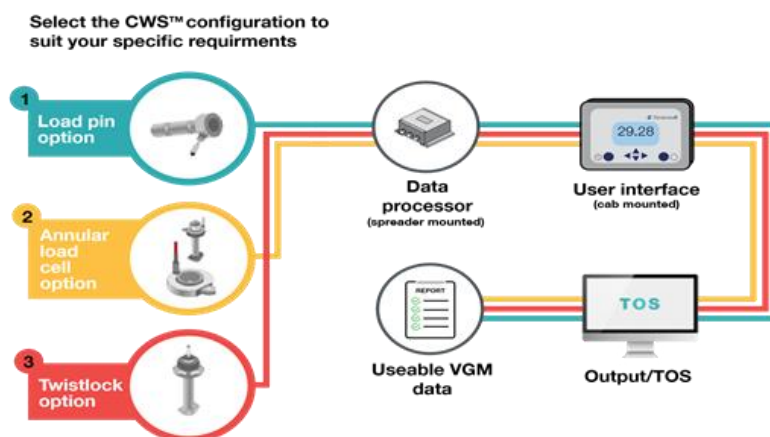 Select the CWS™ configuration to
suit your specific requirments
1
Load pin
option
2
Annular
load
cell
option
3
Twistlock
option
Data
processor
(spreader mounted)
29.28
User interface
(cab mounted)
REPORT
Useable VGM
data
TOS
Output/TOS